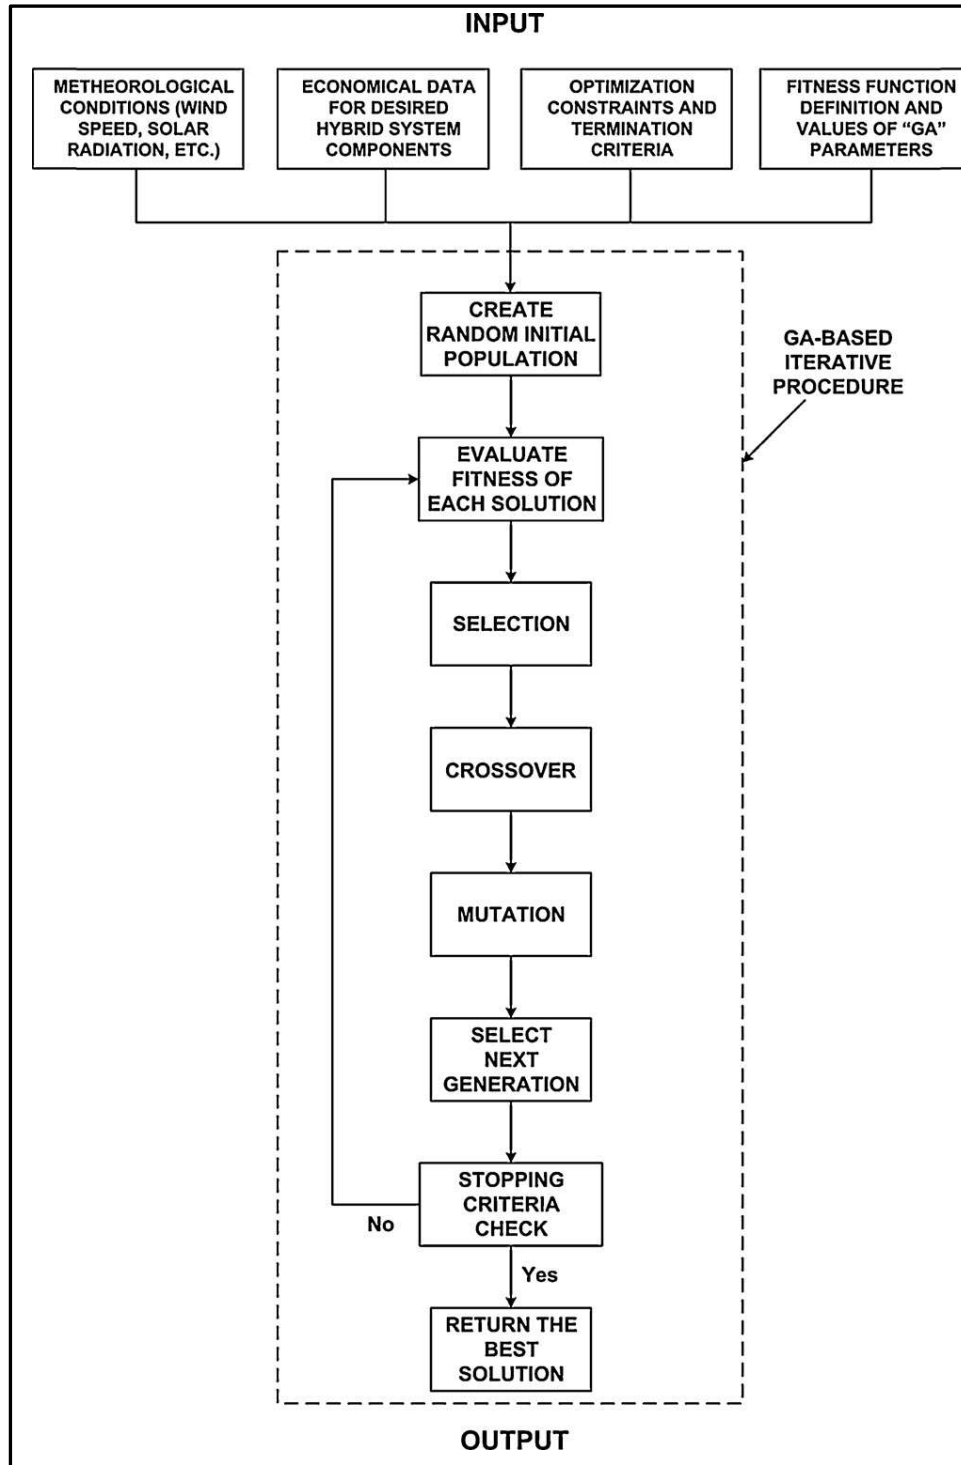 INPUT
METHEOROLOGICAL
CONDITIONS (WIND
SPEED, SOLAR
RADIATION, ETC.)
ECONOMICAL DATA
FOR DESIRED
HYBRID SYSTEM
COMPONENTS
OPTIMIZATION
CONSTRAINTS AND
TERMINATION
CRITERIA
FITNESS FUNCTION
DEFINITION AND
VALUES OF “GA”
PARAMETERS
CREATE
RANDOM INITIAL
POPULATION
GA-BASED
ITERATIVE
PROCEDURE
EVALUATE
FITNESS OF
EACH SOLUTION
SELECTION
CROSSOVER
MUTATION
SELECT
NEXT
GENERATION
STOPPING
CRITERIA
CHECK
No
Yes
RETURN THE
BEST
SOLUTION
OUTPUT